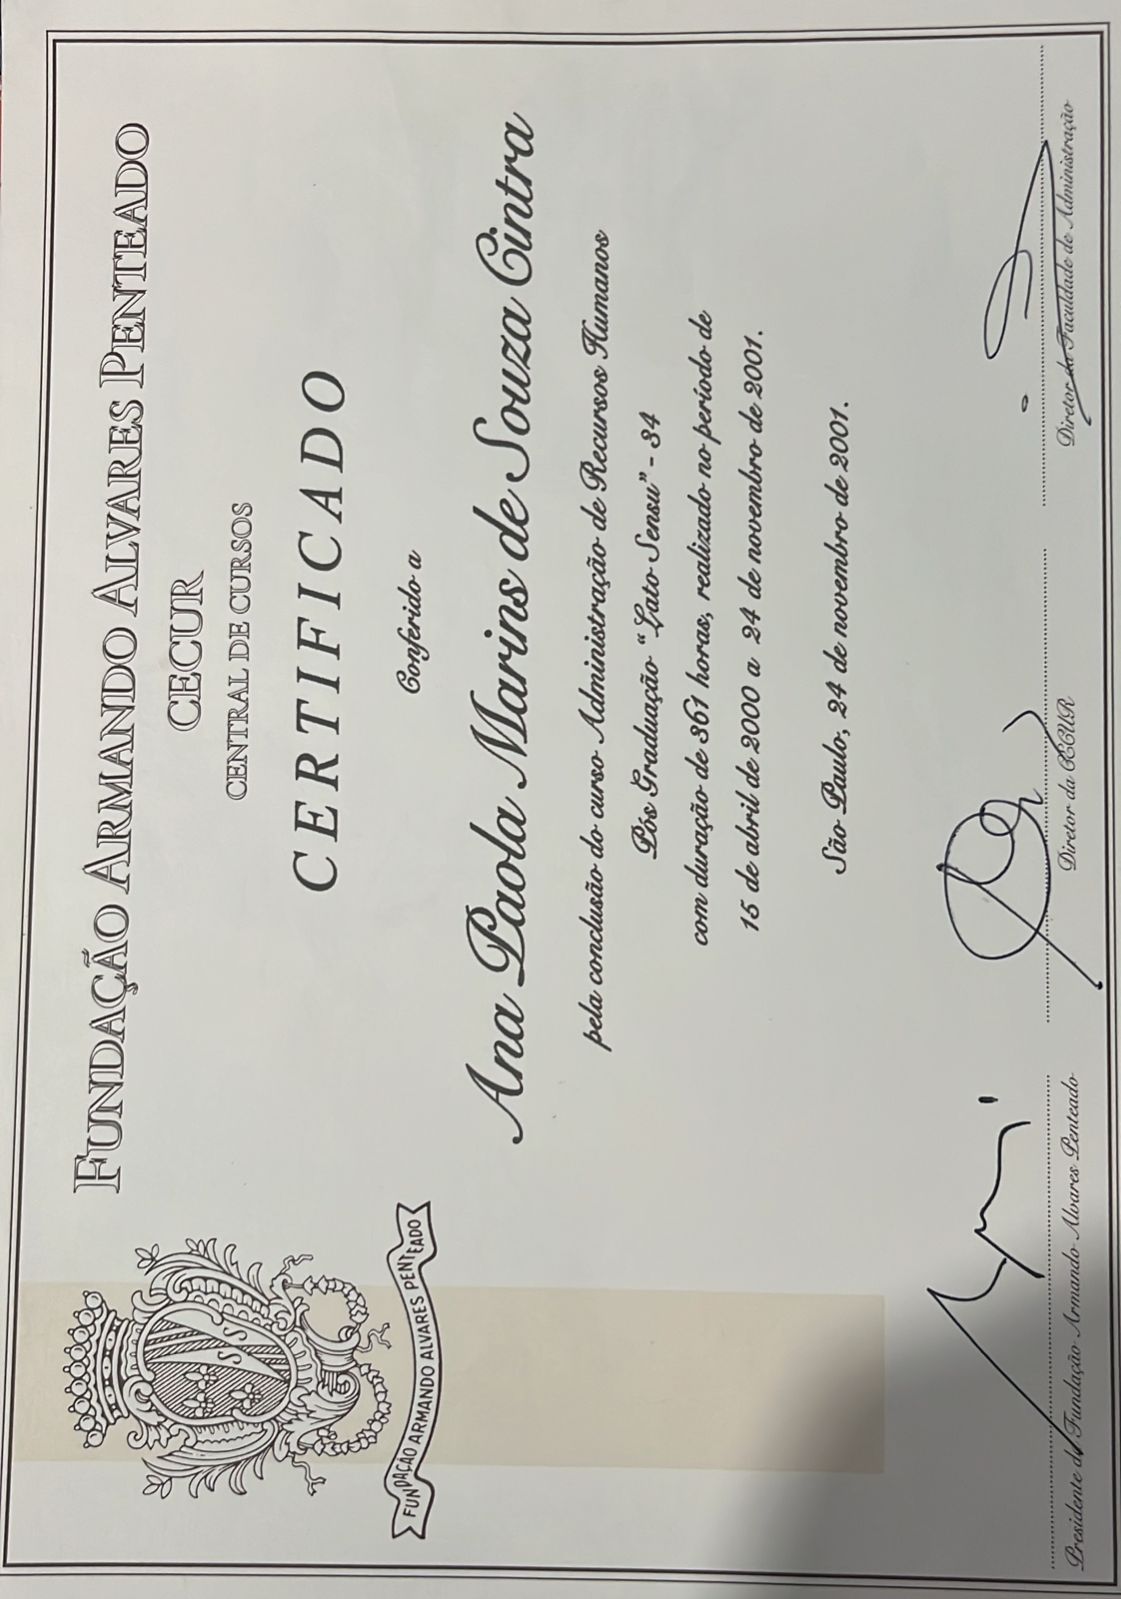 FUNDAÇÃO ARMANDO ALVARES PENTEADO
CECUR
CENTRAL DE CURSOS
CERTIFICADO
Conferido a
Ana Paola Marins de Souza Cintra
pela conclusão do curso Administração de Recursos Humanos
Pós Graduação "Lato Sensu" - 34
com duração de 361 horas, realizado no período de
15 de abril de 2000 a 24 de novembro de 2001.
São Paulo, 24 de novembro de 2001.
S
S
FUNDAÇÃO ARMANDO ALVARES PENTEADO
Presidente da Fundação Armando Alvares Penteado
Diretor da CECUR
Diretor da Faculdade de Administração